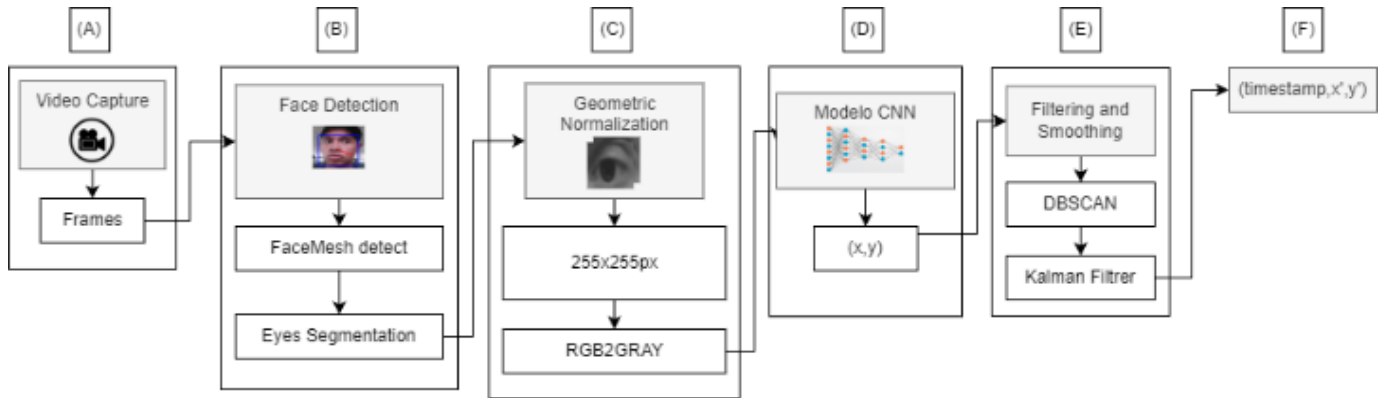 (A)
(B)
(C)
(D)
(E)
(F)
Video Capture
Frames
Face Detection
FaceMesh detect
Eyes Segmentation
Geometric
Normalization
255x255px
RGB2GRAY
Modelo CNN
(x,y)
Filtering and
Smoothing
DBSCAN
Kalman Filtrer
(timestamp,x',y')